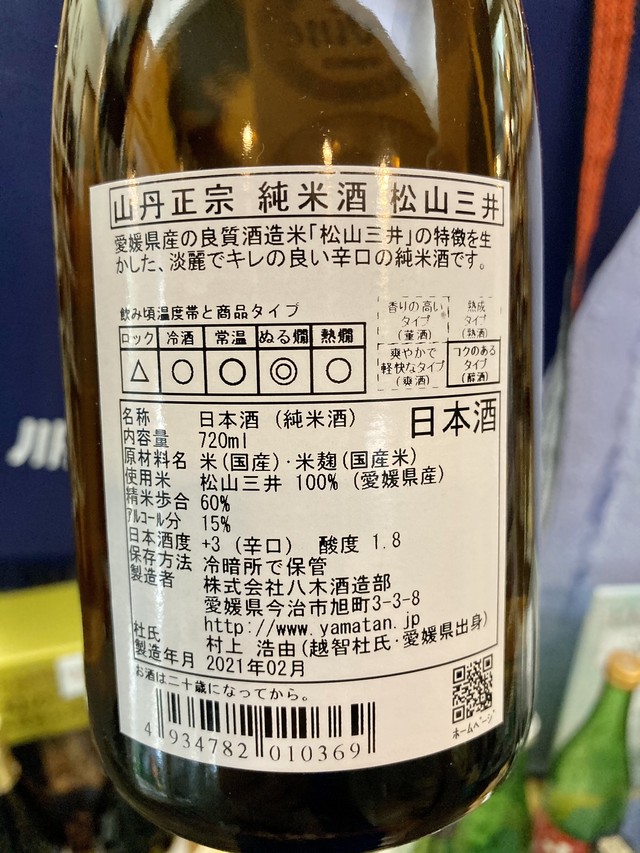 山丹正宗 純米酒 松山三井
愛媛県産の良質酒造米「松山三井」の特徴を生
かした、淡麗でキレの良い辛口の純米酒です。
飲み頃温度帯と商品タイプ
ロック 冷酒 常温 ぬる燗 熱燗
△ ○ ○ ◎ ○
香りの高い
タイプ
(薫酒)
熟成
タイプ
(熟酒)
爽やかで
軽快なタイプ
(爽酒)
コクのある
タイプ
(醇酒)
日本酒
名称 日本酒 (純米酒)
内容量 720ml
原材料名 米(国産)・米麹(国産米)
使用米 松山三井 100% (愛媛県産)
精米歩合 60%
アルコール分 15%
日本酒度 +3 (辛口) 酸度 1.8
保存方法 冷暗所で保管
製造者 株式会社八木酒造部
愛媛県今治市旭町3-3-8
http://www.yamatan.jp
杜氏 村上 浩由(越智杜氏・愛媛県出身)
製造年月 2021年02月
お酒は二十歳になってから。
4 934782 010369
ホームページ